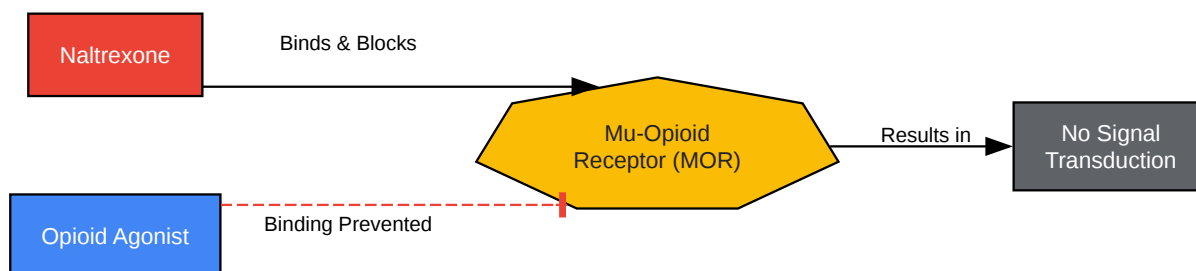 Naltrexone
Binds & Blocks
Mu-Opioid
Receptor (MOR)
Results in
No Signal
Transduction
Opioid Agonist
Binding Prevented